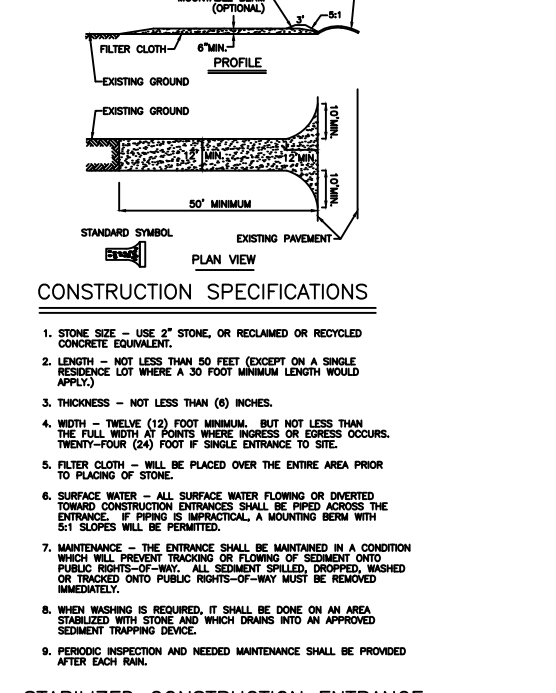 (OPTIONAL)
3'
5:1
FILTER CLOTH
6"MIN.
PROFILE
EXISTING GROUND
EXISTING GROUND
10'MIN.
12' MIN.
12'MIN.
10'MIN.
50' MINIMUM
STANDARD SYMBOL
EXISTING PAVEMENT
PLAN VIEW
CONSTRUCTION SPECIFICATIONS
1. STONE SIZE – USE 2" STONE, OR RECLAIMED OR RECYCLED
CONCRETE EQUIVALENT.
2. LENGTH – NOT LESS THAN 50 FEET (EXCEPT ON A SINGLE
RESIDENCE LOT WHERE A 30 FOOT MINIMUM LENGTH WOULD
APPLY.)
3. THICKNESS – NOT LESS THAN (6) INCHES.
4. WIDTH – TWELVE (12) FOOT MINIMUM. BUT NOT LESS THAN
THE FULL WIDTH AT POINTS WHERE INGRESS OR EGRESS OCCURS.
TWENTY–FOUR (24) FOOT IF SINGLE ENTRANCE TO SITE.
5. FILTER CLOTH – WILL BE PLACED OVER THE ENTIRE AREA PRIOR
TO PLACING OF STONE.
6. SURFACE WATER – ALL SURFACE WATER FLOWING OR DIVERTED
TOWARD CONSTRUCTION ENTRANCES SHALL BE PIPED ACROSS THE
ENTRANCE. IF PIPING IS IMPRACTICAL, A MOUNTING BERM WITH
5:1 SLOPES WILL BE PERMITTED.
7. MAINTENANCE – THE ENTRANCE SHALL BE MAINTAINED IN A CONDITION
WHICH WILL PREVENT TRACKING OR FLOWING OF SEDIMENT ONTO
PUBLIC RIGHTS–OF–WAY. ALL SEDIMENT SPILLED, DROPPED, WASHED
OR TRACKED ONTO PUBLIC RIGHTS–OF–WAY MUST BE REMOVED
IMMEDIATELY.
8. WHEN WASHING IS REQUIRED, IT SHALL BE DONE ON AN AREA
STABILIZED WITH STONE AND WHICH DRAINS INTO AN APPROVED
SEDIMENT TRAPPING DEVICE.
9. PERIODIC INSPECTION AND NEEDED MAINTENANCE SHALL BE PROVIDED
AFTER EACH RAIN.
STABILIZED CONSTRUCTION ENTRANCE